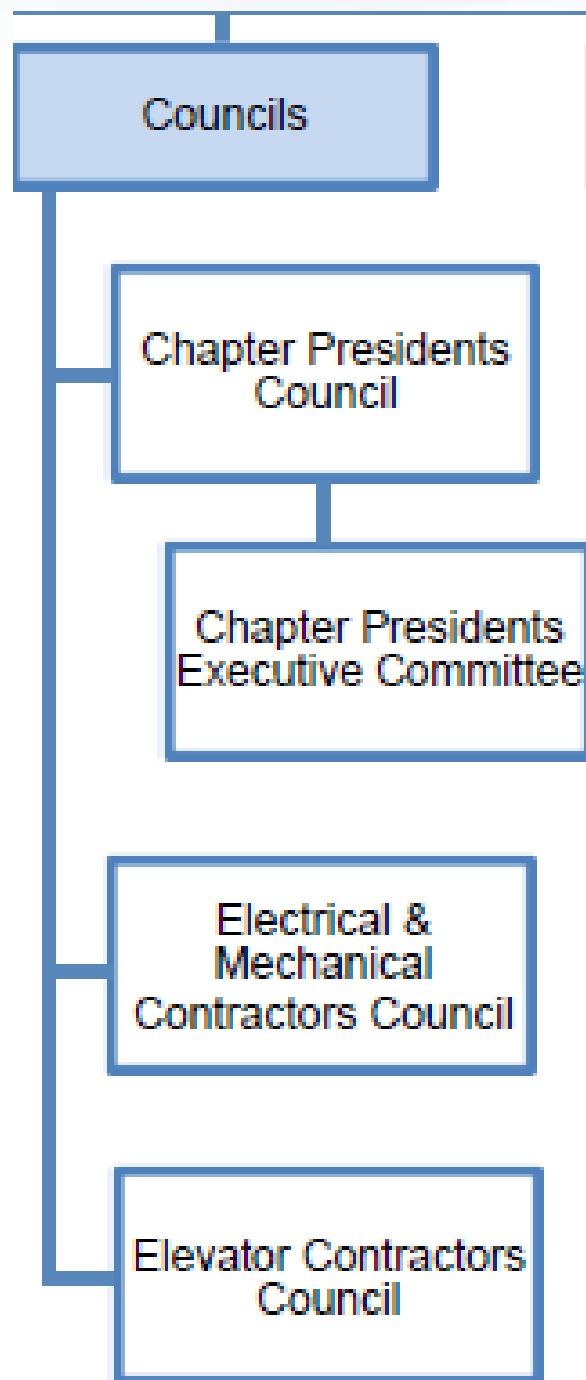 Councils
Chapter Presidents
Council
Chapter Presidents
Executive Committee
Electrical &
Mechanical
Contractors Council
Elevator Contractors
Council